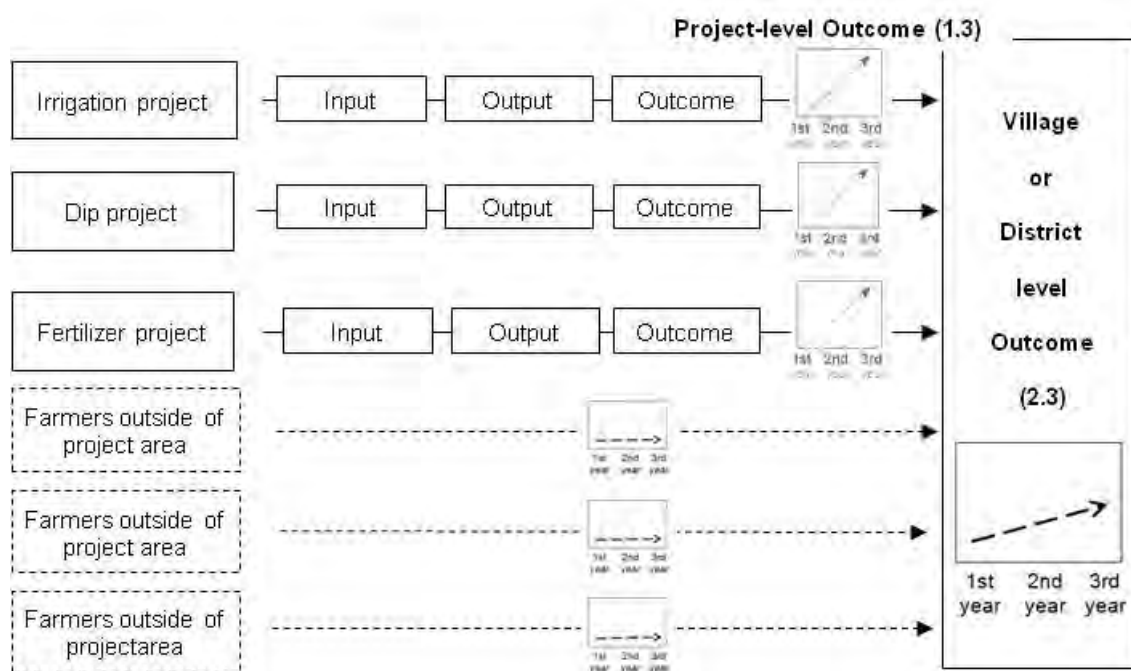 Project-level Outcome (1.3)
Irrigation project
Input
Output
Outcome
1st 2nd 3rd
Dip project
Input
Output
Outcome
1st 2nd 3rd
Fertilizer project
Input
Output
Outcome
1st 2nd 3rd
Village
or
District
level
Outcome
(2.3)
Farmers outside of
project area
1st 2nd 3rd
year year year
Farmers outside of
project area
1st 2nd 3rd
year year year
Farmers outside of
projectarea
1st 2nd 3rd
year year year
1st 2nd 3rd
year year year